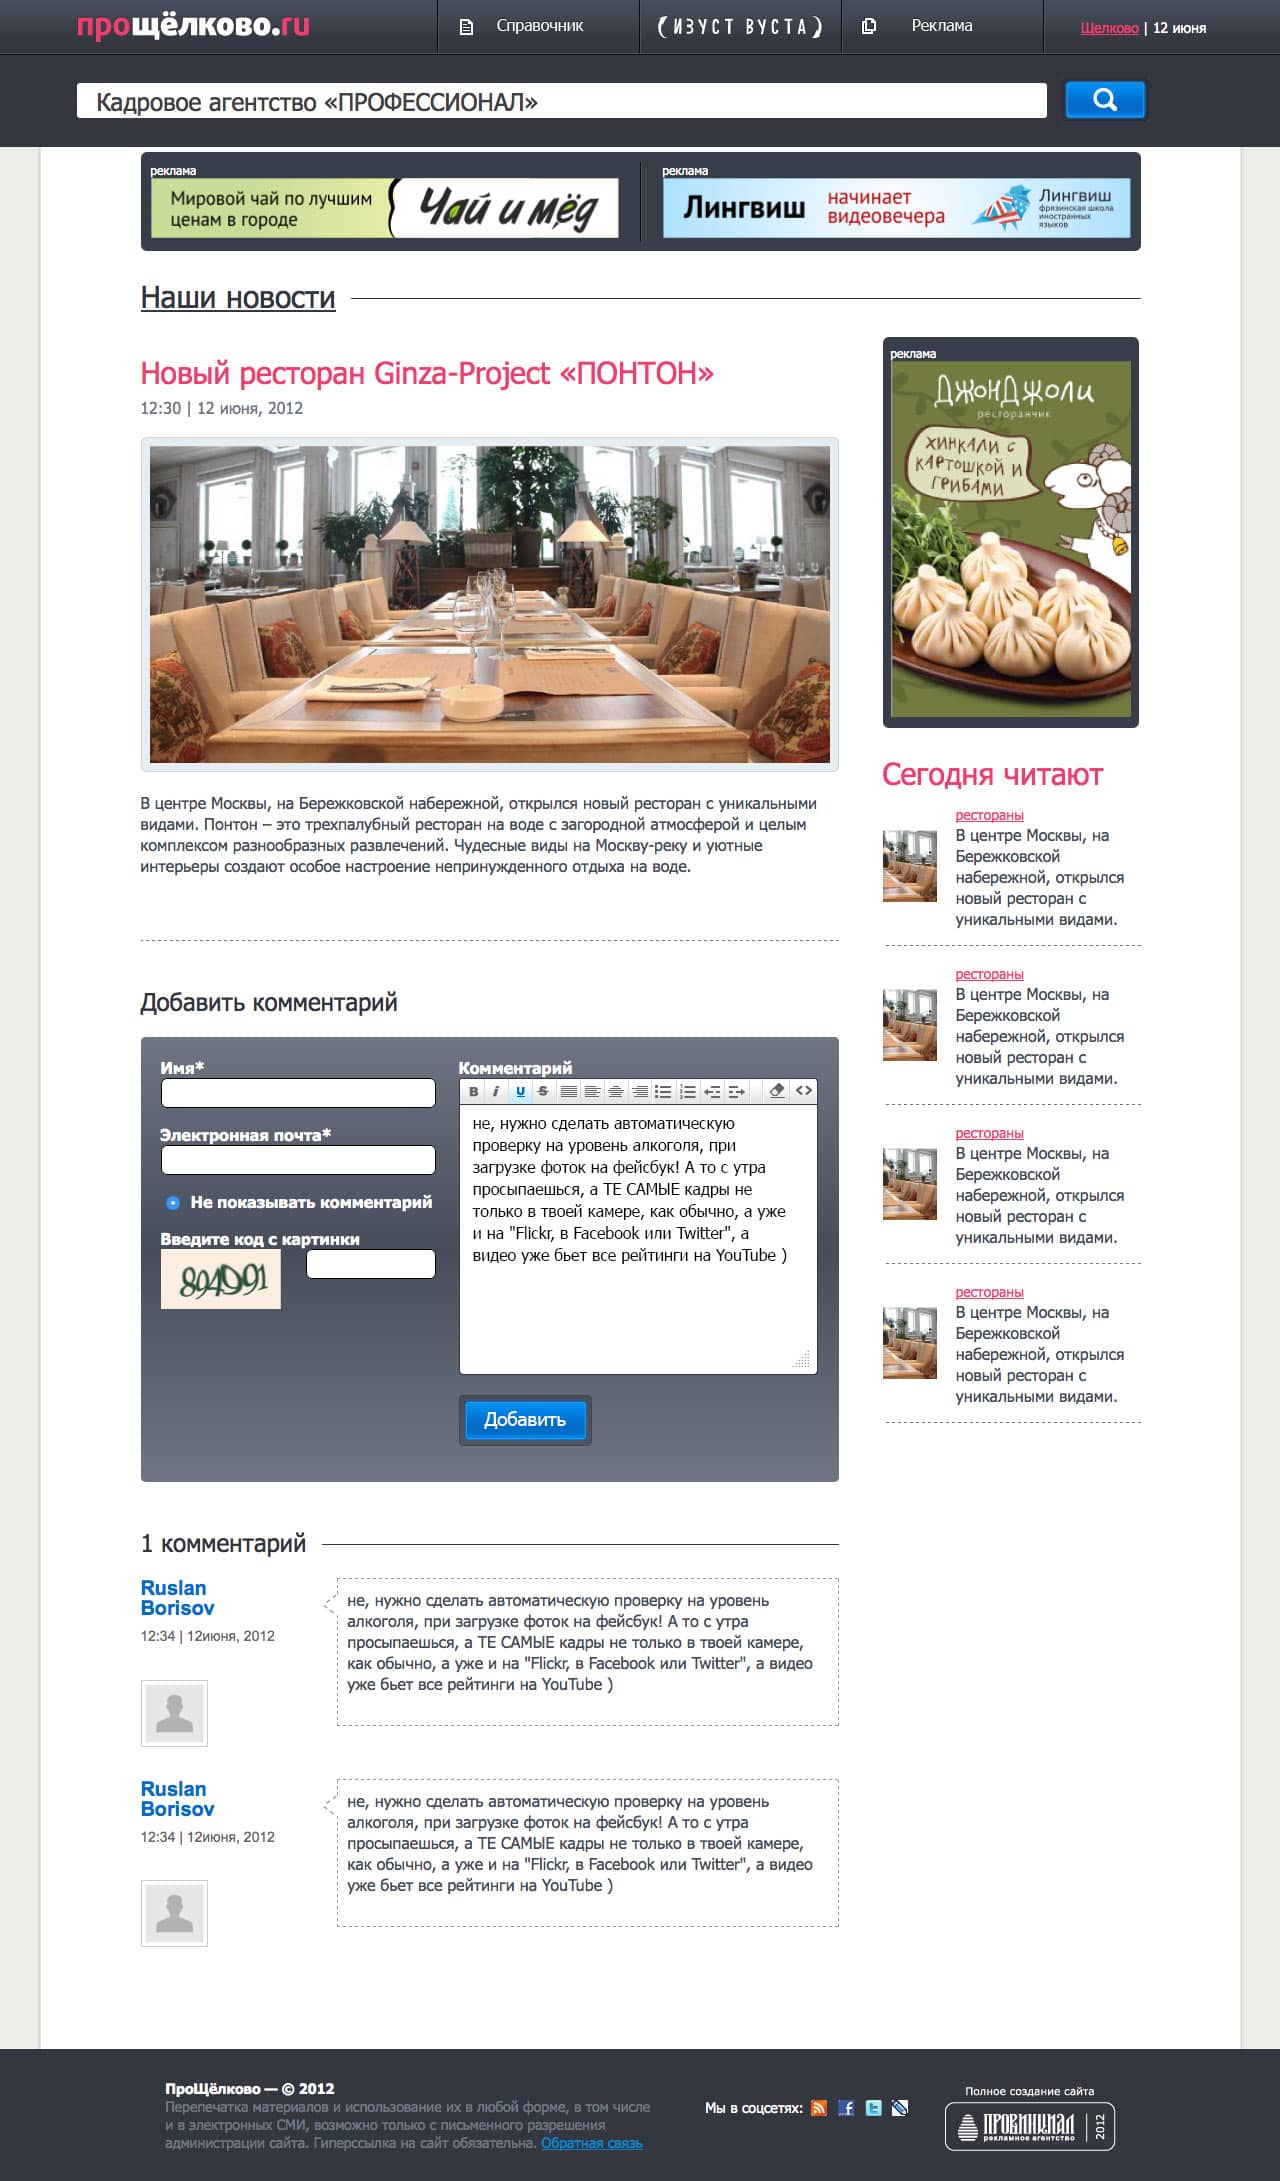 прощёлково.ru
Справочник
(ИЗУСТ ВУСТА)
Реклама
Щелково | 12 июня
Кадровое агентство «ПРОФЕССИОНАЛ»
реклама
Мировой чай по лучшим
ценам в городе
Чай и мёд
реклама
Лингвиш
начинает
видеовечера
Лингвиш
фрязинская школа
иностранных
языков
Наши новости
Новый ресторан Ginza-Project «ПОНТОН»
12:30 | 12 июня, 2012
В центре Москвы, на Бережковской набережной, открылся новый ресторан с уникальными
видами. Понтон – это трехпалубный ресторан на воде с загородной атмосферой и целым
комплексом разнообразных развлечений. Чудесные виды на Москву-реку и уютные
интерьеры создают особое настроение непринужденного отдыха на воде.
реклама
ДжонДжоли
ресторанчик
ХИНКАЛИ С
КАРТОШКОЙ И
ГРИБАМИ
Сегодня читают
рестораны
В центре Москвы, на
Бережковской
набережной, открылся
новый ресторан с
уникальными видами.
рестораны
В центре Москвы, на
Бережковской
набережной, открылся
новый ресторан с
уникальными видами.
рестораны
В центре Москвы, на
Бережковской
набережной, открылся
новый ресторан с
уникальными видами.
рестораны
В центре Москвы, на
Бережковской
набережной, открылся
новый ресторан с
уникальными видами.
Добавить комментарий
Имя*
Электронная почта*
Не показывать комментарий
Введите код с картинки
894D91
Комментарий
B i U S
не, нужно сделать автоматическую
проверку на уровень алкоголя, при
загрузке фоток на фейсбук! А то с утра
просыпаешься, а ТЕ САМЫЕ кадры не
только в твоей камере, как обычно, а уже
и на "Flickr, в Facebook или Twitter", а
видео уже бьет все рейтинги на YouTube )
Добавить
1 комментарий
Ruslan
Borisov
12:34 | 12июня, 2012
не, нужно сделать автоматическую проверку на уровень
алкоголя, при загрузке фоток на фейсбук! А то с утра
просыпаешься, а ТЕ САМЫЕ кадры не только в твоей камере,
как обычно, а уже и на "Flickr, в Facebook или Twitter", а видео
уже бьет все рейтинги на YouTube )
Ruslan
Borisov
12:34 | 12июня, 2012
не, нужно сделать автоматическую проверку на уровень
алкоголя, при загрузке фоток на фейсбук! А то с утра
просыпаешься, а ТЕ САМЫЕ кадры не только в твоей камере,
как обычно, а уже и на "Flickr, в Facebook или Twitter", а видео
уже бьет все рейтинги на YouTube )
ПроЩёлково — © 2012
Перепечатка материалов и использование их в любой форме, в том числе
и в электронных СМИ, возможно только с письменного разрешения
администрации сайта. Гиперссылка на сайт обязательна. Обратная связь
Мы в соцсетях:
Полное создание сайта
ПРОВИНЦИАЛ
рекламное агентство
2012